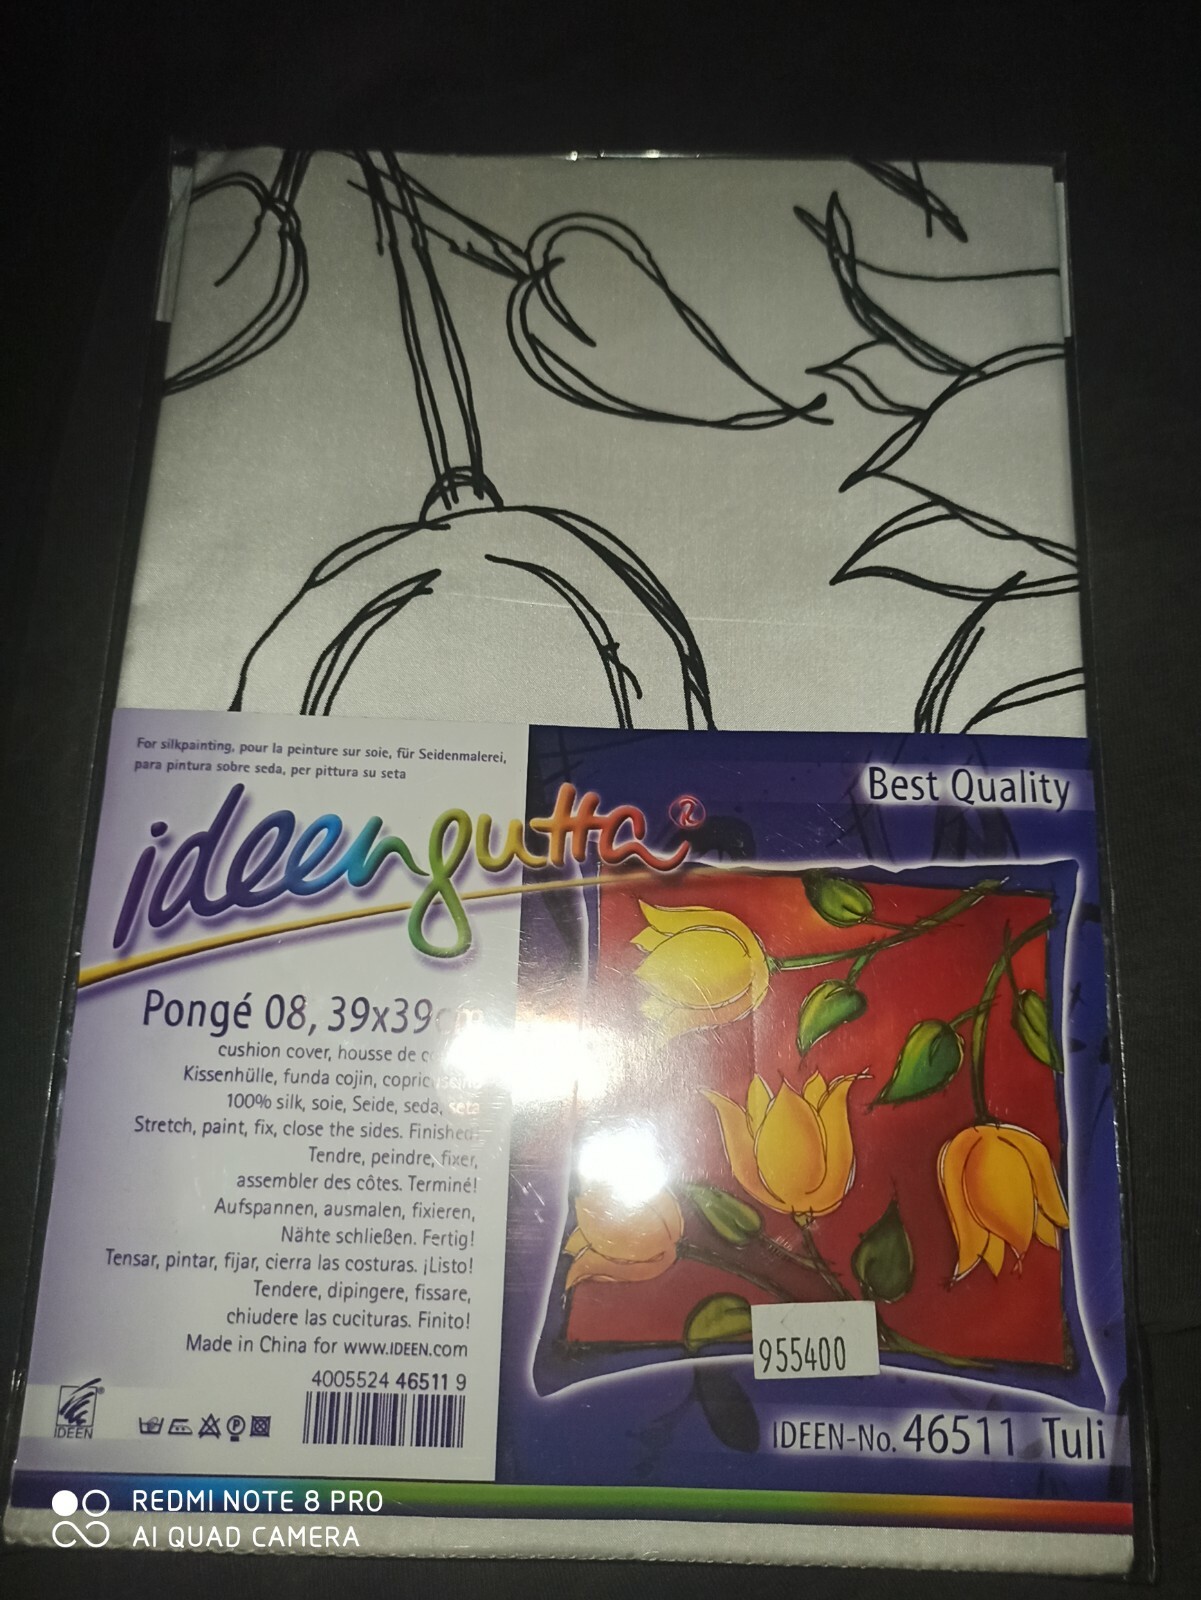 For silkpainting, pour la peinture sur soie, für Seidenmalerei,
para pintura sobre seda, per pittura su seta
ideengutta®
Best Quality
Pongé 08, 39x39cm
cushion cover, housse de
Kissenhülle, funda cojin,
100% silk, soie, Seide, seda, seta
Stretch, paint, fix, close the sides. Finished
Tendre, peindre, fixer,
assembler des côtes. Terminé!
Aufspannen, ausmalen, fixieren,
Nähte schließen. Fertig!
Tensar, pintar, fijar, cierra las costuras. ¡Listo!
Tendere, dipingere, fissare,
chiudere las cucituras. Finito!
Made in China for www.IDEEN.com
4005524 46511 9
IDEEN
P
955400
IDEEN-No. 46511 Tuli
REDMI NOTE 8 PRO
AI QUAD CAMERA